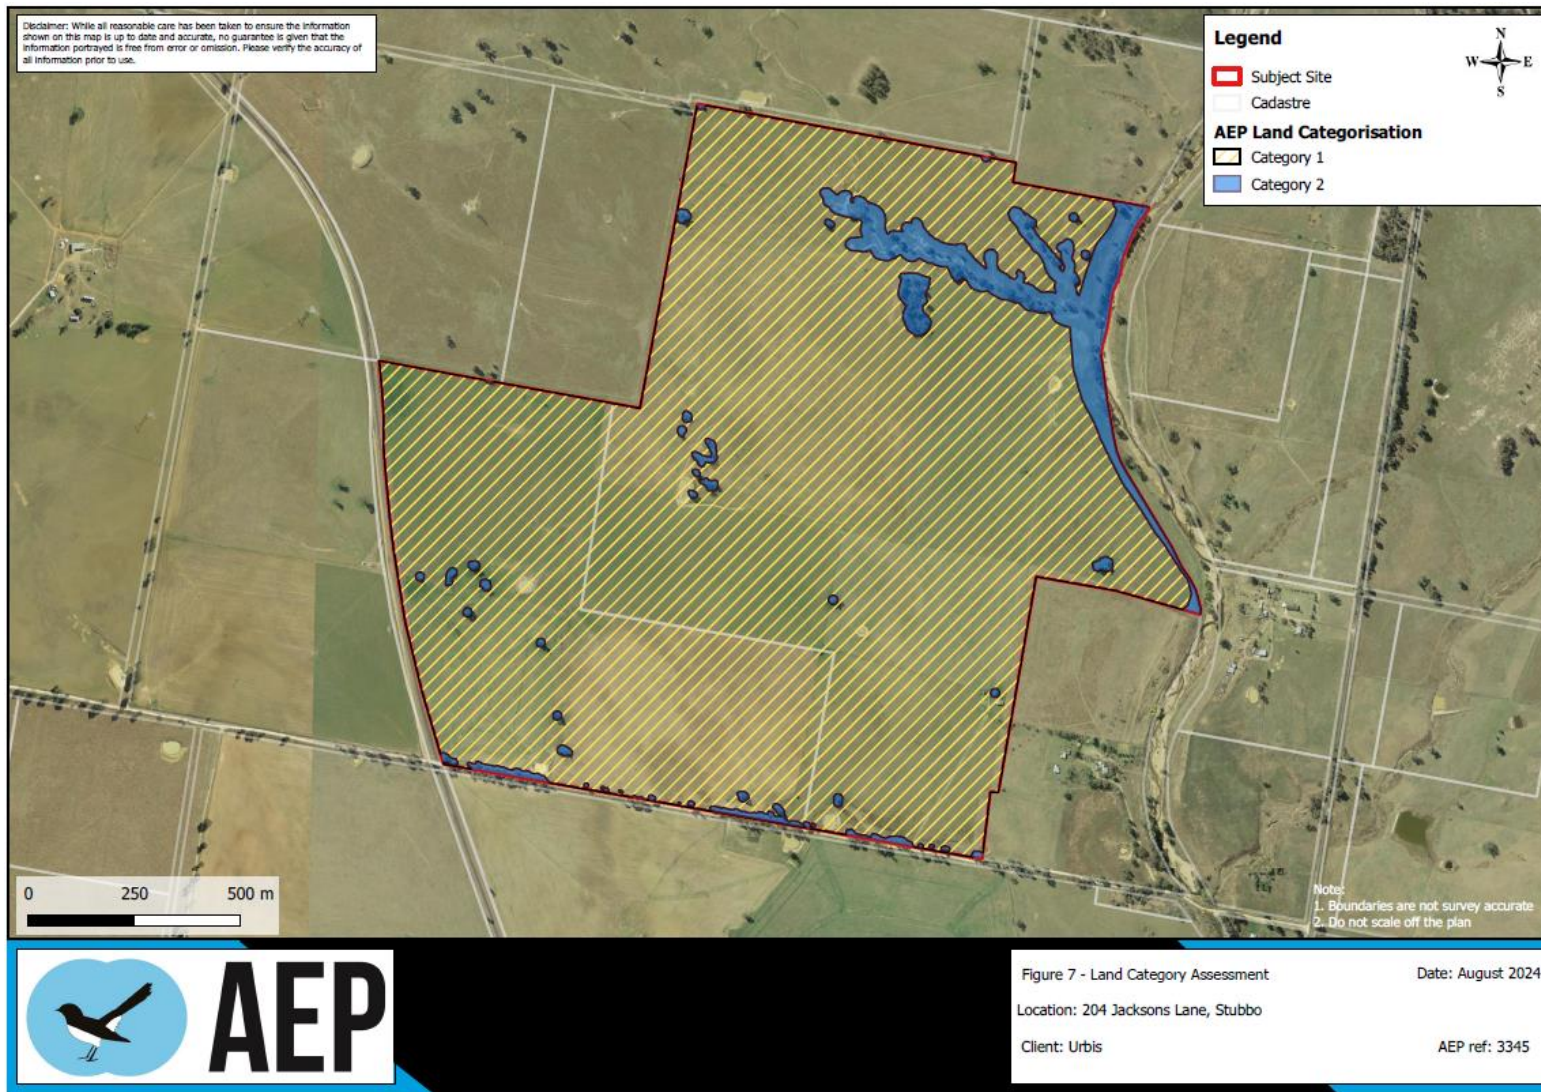 Disclaimer: While all reasonable care has been taken to ensure the information
shown on this map is up to date and accurate, no guarantee is given that the
information portrayed is free from error or omission. Please verify the accuracy of
all information prior to use.
Legend
N
W
E
S
Subject Site
Cadastre
AEP Land Categorisation
Category 1
Category 2
0 250 500 m
Note:
1. Boundaries are not survey accurate
2. Do not scale off the plan
AEP
Figure 7 - Land Category Assessment
Date: August 2024
Location: 204 Jacksons Lane, Stubbo
Client: Urbis
AEP ref: 3345